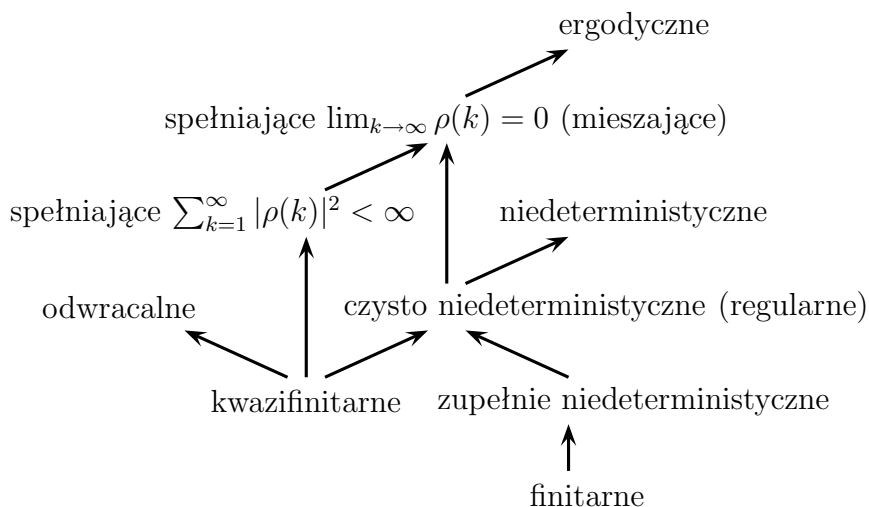 ergodyczne
spełniające lim_{k→∞} ρ(k) = 0 (mieszające)
spełniające ∑_{k=1}^{∞} |ρ(k)|² < ∞
niedeterministyczne
odwracalne
czysto niedeterministyczne (regularne)
kwazifinitarne
zupełnie niedeterministyczne
finitarne